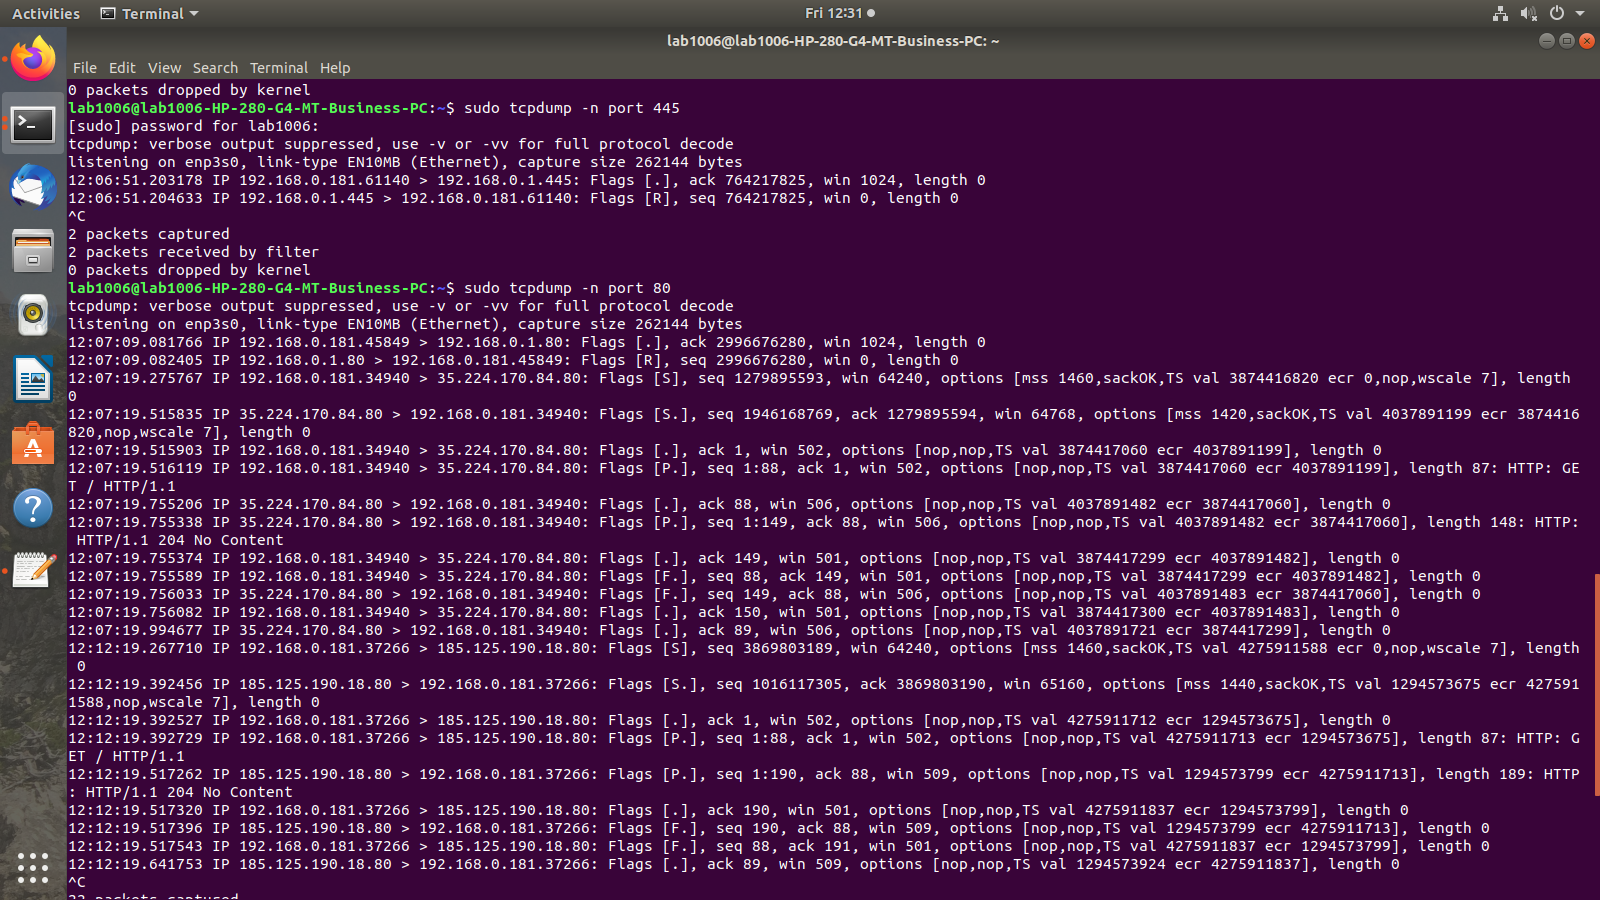 Activities
Terminal
Fri 12:31
lab1006@lab1006-HP-280-G4-MT-Business-PC: ~
File Edit View Search Terminal Help
0 packets dropped by kernel
lab1006@lab1006-HP-280-G4-MT-Business-PC:~$ sudo tcpdump -n port 445
[sudo] password for lab1006:
tcpdump: verbose output suppressed, use -v or -vv for full protocol decode
listening on enp3s0, link-type EN10MB (Ethernet), capture size 262144 bytes
12:06:51.203178 IP 192.168.0.181.61140 > 192.168.0.1.445: Flags [.], ack 764217825, win 1024, length 0
12:06:51.204633 IP 192.168.0.1.445 > 192.168.0.181.61140: Flags [R], seq 764217825, win 0, length 0
^C
2 packets captured
2 packets received by filter
0 packets dropped by kernel
lab1006@lab1006-HP-280-G4-MT-Business-PC:~$ sudo tcpdump -n port 80
tcpdump: verbose output suppressed, use -v or -vv for full protocol decode
listening on enp3s0, link-type EN10MB (Ethernet), capture size 262144 bytes
12:07:09.081766 IP 192.168.0.181.45849 > 192.168.0.1.80: Flags [.], ack 2996676280, win 1024, length 0
12:07:09.082405 IP 192.168.0.1.80 > 192.168.0.181.45849: Flags [R], seq 2996676280, win 0, length 0
12:07:19.275767 IP 192.168.0.181.34940 > 35.224.170.84.80: Flags [S], seq 1279895593, win 64240, options [mss 1460,sackOK,TS val 3874416820 ecr 0,nop,wscale 7], length
0
12:07:19.515835 IP 35.224.170.84.80 > 192.168.0.181.34940: Flags [S.], seq 1946168769, ack 1279895594, win 64768, options [mss 1420,sackOK,TS val 4037891199 ecr 3874416
820,nop,wscale 7], length 0
12:07:19.515903 IP 192.168.0.181.34940 > 35.224.170.84.80: Flags [.], ack 1, win 502, options [nop,nop,TS val 3874417060 ecr 4037891199], length 0
12:07:19.516119 IP 192.168.0.181.34940 > 35.224.170.84.80: Flags [P.], seq 1:88, ack 1, win 502, options [nop,nop,TS val 3874417060 ecr 4037891199], length 87: HTTP: GE
T / HTTP/1.1
12:07:19.755206 IP 35.224.170.84.80 > 192.168.0.181.34940: Flags [.], ack 88, win 506, options [nop,nop,TS val 4037891482 ecr 3874417060], length 0
12:07:19.755338 IP 35.224.170.84.80 > 192.168.0.181.34940: Flags [P.], seq 1:149, ack 88, win 506, options [nop,nop,TS val 4037891482 ecr 3874417060], length 148: HTTP:
HTTP/1.1 204 No Content
12:07:19.755374 IP 192.168.0.181.34940 > 35.224.170.84.80: Flags [.], ack 149, win 501, options [nop,nop,TS val 3874417299 ecr 4037891482], length 0
12:07:19.755589 IP 192.168.0.181.34940 > 35.224.170.84.80: Flags [F.], seq 88, ack 149, win 501, options [nop,nop,TS val 3874417299 ecr 4037891482], length 0
12:07:19.756033 IP 35.224.170.84.80 > 192.168.0.181.34940: Flags [F.], seq 149, ack 88, win 506, options [nop,nop,TS val 4037891483 ecr 3874417060], length 0
12:07:19.756082 IP 192.168.0.181.34940 > 35.224.170.84.80: Flags [.], ack 150, win 501, options [nop,nop,TS val 3874417300 ecr 4037891483], length 0
12:07:19.994677 IP 35.224.170.84.80 > 192.168.0.181.34940: Flags [.], ack 89, win 506, options [nop,nop,TS val 4037891721 ecr 3874417299], length 0
12:12:19.267710 IP 192.168.0.181.37266 > 185.125.190.18.80: Flags [S], seq 3869803189, win 64240, options [mss 1460,sackOK,TS val 4275911588 ecr 0,nop,wscale 7], length
0
12:12:19.392456 IP 185.125.190.18.80 > 192.168.0.181.37266: Flags [S.], seq 1016117305, ack 3869803190, win 65160, options [mss 1440,sackOK,TS val 1294573675 ecr 427591
1588,nop,wscale 7], length 0
12:12:19.392527 IP 192.168.0.181.37266 > 185.125.190.18.80: Flags [.], ack 1, win 502, options [nop,nop,TS val 4275911712 ecr 1294573675], length 0
12:12:19.392729 IP 192.168.0.181.37266 > 185.125.190.18.80: Flags [P.], seq 1:88, ack 1, win 502, options [nop,nop,TS val 4275911713 ecr 1294573675], length 87: HTTP: G
ET / HTTP/1.1
12:12:19.517262 IP 185.125.190.18.80 > 192.168.0.181.37266: Flags [P.], seq 1:190, ack 88, win 509, options [nop,nop,TS val 1294573799 ecr 4275911713], length 189: HTTP
: HTTP/1.1 204 No Content
12:12:19.517320 IP 192.168.0.181.37266 > 185.125.190.18.80: Flags [.], ack 190, win 501, options [nop,nop,TS val 4275911837 ecr 1294573799], length 0
12:12:19.517396 IP 185.125.190.18.80 > 192.168.0.181.37266: Flags [F.], seq 190, ack 88, win 509, options [nop,nop,TS val 1294573799 ecr 4275911713], length 0
12:12:19.517543 IP 192.168.0.181.37266 > 185.125.190.18.80: Flags [F.], seq 88, ack 191, win 501, options [nop,nop,TS val 4275911837 ecr 1294573799], length 0
12:12:19.641753 IP 185.125.190.18.80 > 192.168.0.181.37266: Flags [.], ack 89, win 509, options [nop,nop,TS val 1294573924 ecr 4275911837], length 0
^C
packets captured